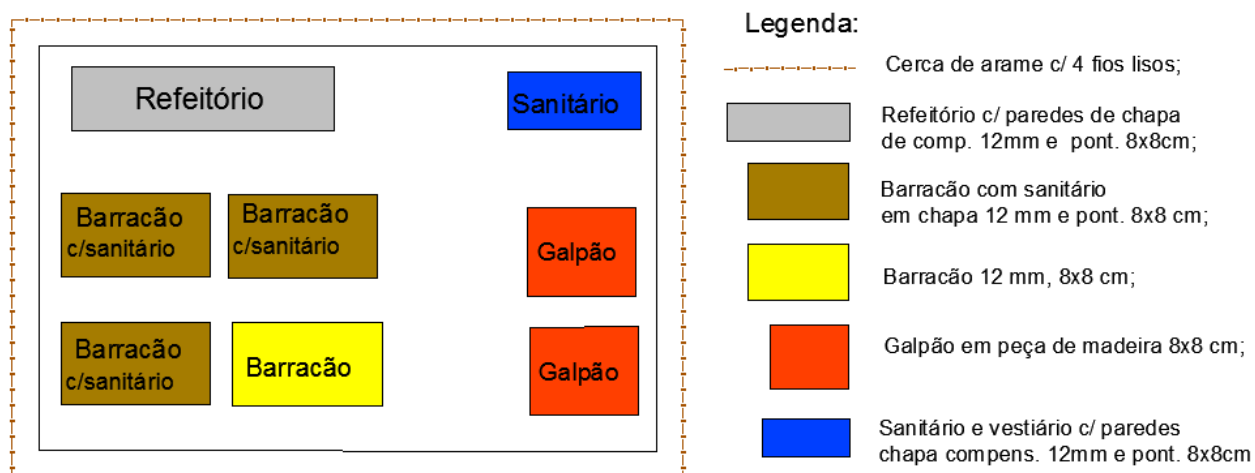 Refeitório
Sanitário
Barracão
c/sanitário
Barracão
c/sanitário
Galpão
Barracão
c/sanitário
Barracão
Galpão
Legenda:
Cerca de arame c/ 4 fios lisos;
Refeitório c/ paredes de chapa
de comp. 12mm e pont. 8x8cm;
Barracão com sanitário
em chapa 12 mm e pont. 8x8 cm;
Barracão 12 mm, 8x8 cm;
Galpão em peça de madeira 8x8 cm;
Sanitário e vestiário c/ paredes
chapa compens. 12mm e pont. 8x8cm